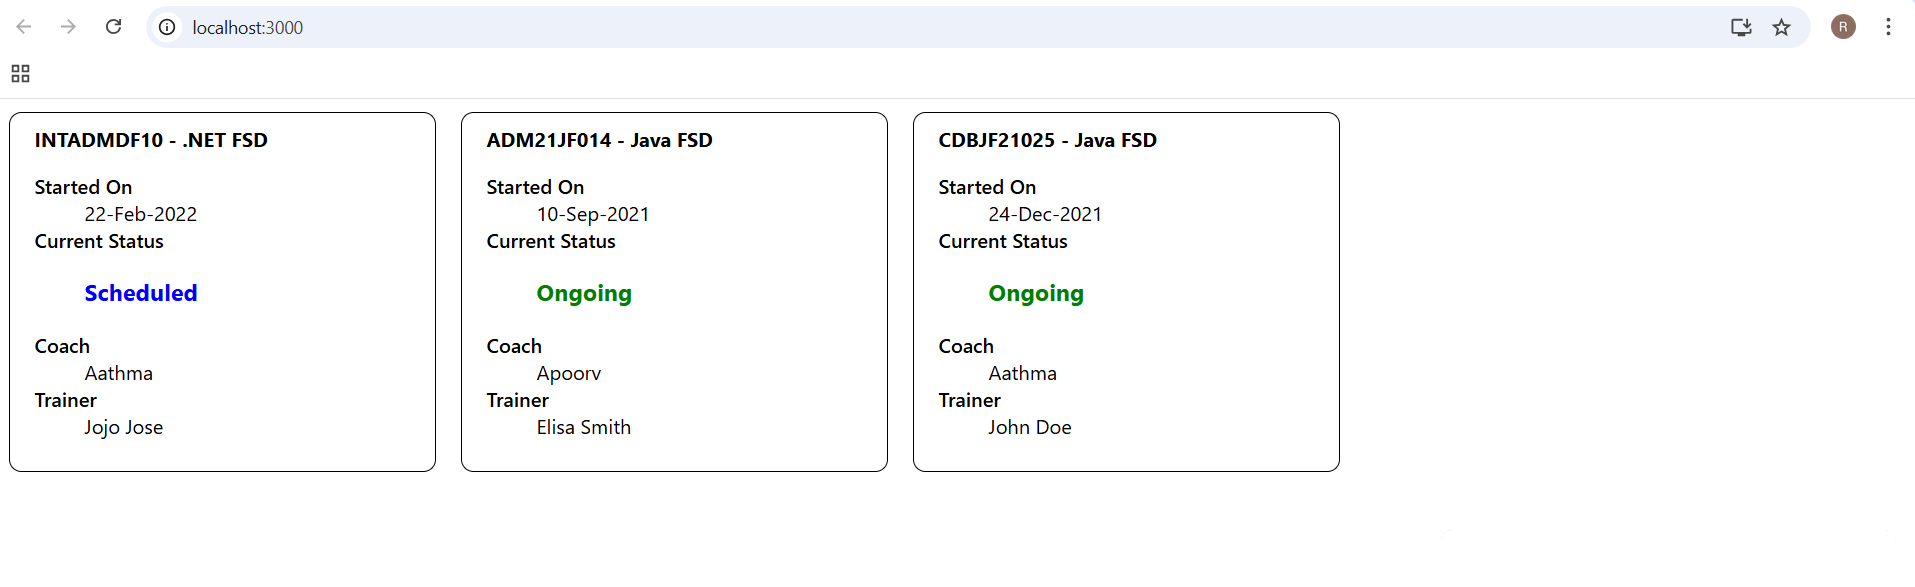 localhost:3000
R
INTADMDF10 - .NET FSD
Started On
22-Feb-2022
Current Status
Scheduled
Coach
Aathma
Trainer
Jojo Jose
ADM21JF014 - Java FSD
Started On
10-Sep-2021
Current Status
Ongoing
Coach
Apoorv
Trainer
Elisa Smith
CDBJF21025 - Java FSD
Started On
24-Dec-2021
Current Status
Ongoing
Coach
Aathma
Trainer
John Doe